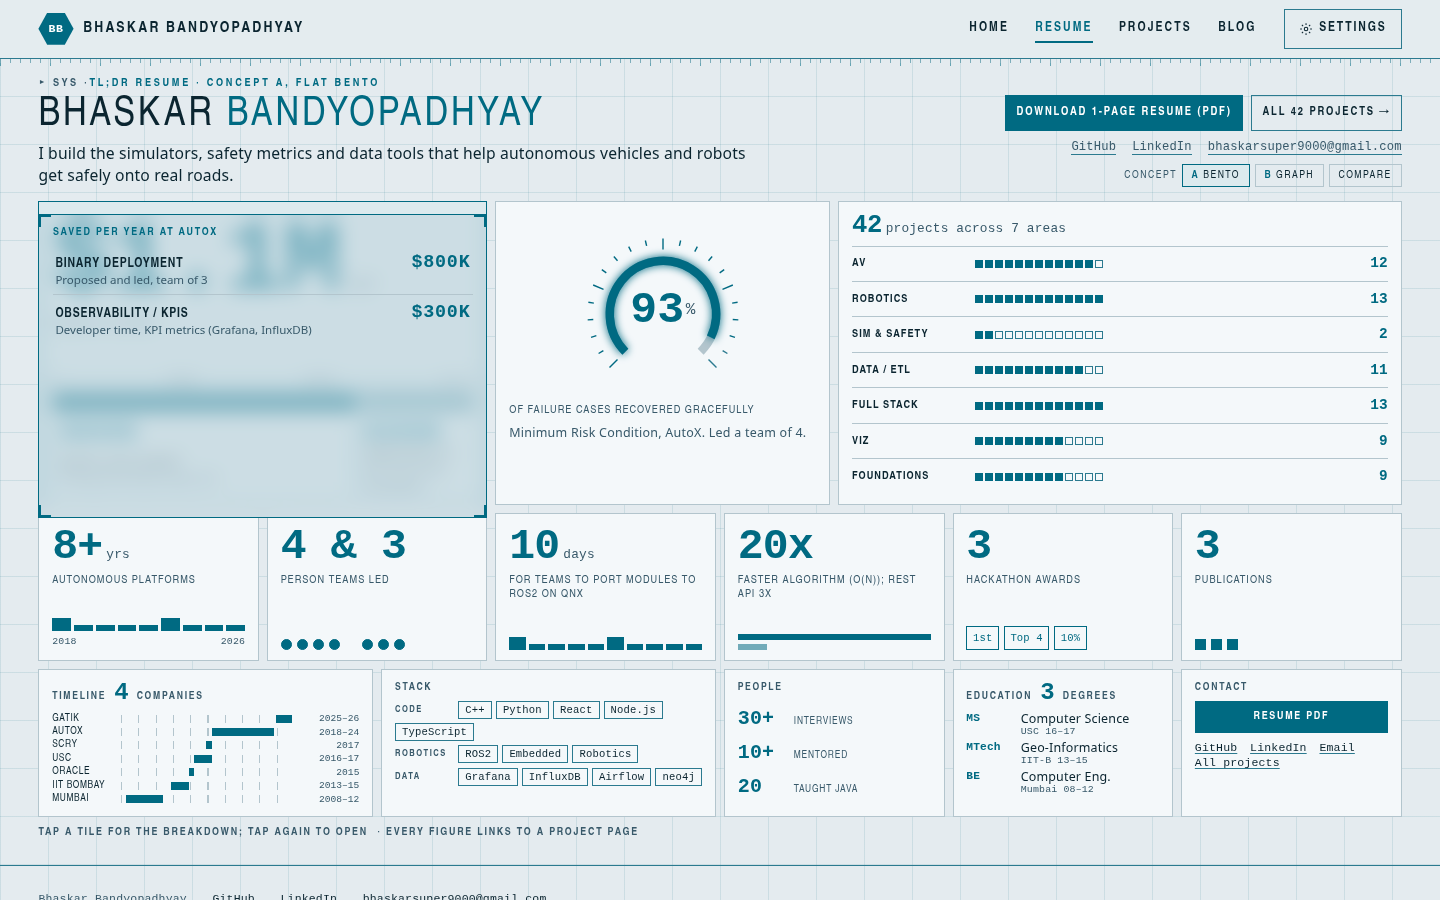 BB BHASKAR BANDYOPADHYAY
HOME RESUME PROJECTS BLOG SETTINGS
‣ SYS ·TL;DR RESUME · CONCEPT A, FLAT BENTO
BHASKAR BANDYOPADHYAY
I build the simulators, safety metrics and data tools that help autonomous vehicles and robots
get safely onto real roads.
DOWNLOAD 1-PAGE RESUME (PDF) ALL 42 PROJECTS →
GitHub LinkedIn bhaskarsuper9000@gmail.com
CONCEPT A BENTO B GRAPH COMPARE
SAVED PER YEAR AT AUTOX
BINARY DEPLOYMENT $800K
Proposed and led, team of 3
OBSERVABILITY / KPIS $300K
Developer time, KPI metrics (Grafana, InfluxDB)
93%
OF FAILURE CASES RECOVERED GRACEFULLY
Minimum Risk Condition, AutoX. Led a team of 4.
42 projects across 7 areas
AV 12
ROBOTICS 13
SIM & SAFETY 2
DATA / ETL 11
FULL STACK 13
VIZ 9
FOUNDATIONS 9
8+ yrs
AUTONOMOUS PLATFORMS
2018 2026
4 & 3
PERSON TEAMS LED
10 days
FOR TEAMS TO PORT MODULES TO
ROS2 ON QNX
20x
FASTER ALGORITHM (O(N)); REST
API 3X
3
HACKATHON AWARDS
1st Top 4 10%
3
PUBLICATIONS
TIMELINE 4 COMPANIES
GATIK 2025–26
AUTOX 2018–24
SCRY 2017
USC 2016–17
ORACLE 2015
IIT BOMBAY 2013–15
MUMBAI 2008–12
STACK
CODE C++ Python React Node.js
TypeScript
ROBOTICS ROS2 Embedded Robotics
DATA Grafana InfluxDB Airflow neo4j
PEOPLE
30+ INTERVIEWS
10+ MENTORED
20 TAUGHT JAVA
EDUCATION 3 DEGREES
MS Computer Science
USC 16–17
MTech Geo-Informatics
IIT-B 13–15
BE Computer Eng.
Mumbai 08–12
CONTACT
RESUME PDF
GitHub LinkedIn Email
All projects
TAP A TILE FOR THE BREAKDOWN; TAP AGAIN TO OPEN · EVERY FIGURE LINKS TO A PROJECT PAGE
Bhaskar Bandyopadhyay GitHub LinkedIn bhaskarsuper9000@gmail.com